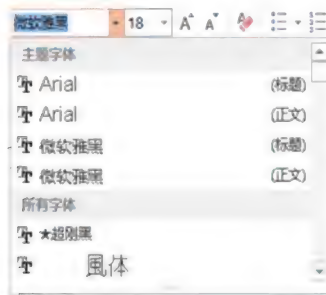 微软雅黑 18 A A
主题字体
Arial (标题)
Arial (正文)
微软雅黑 (标题)
微软雅黑 (正文)
所有字体
★超刚黑
風体